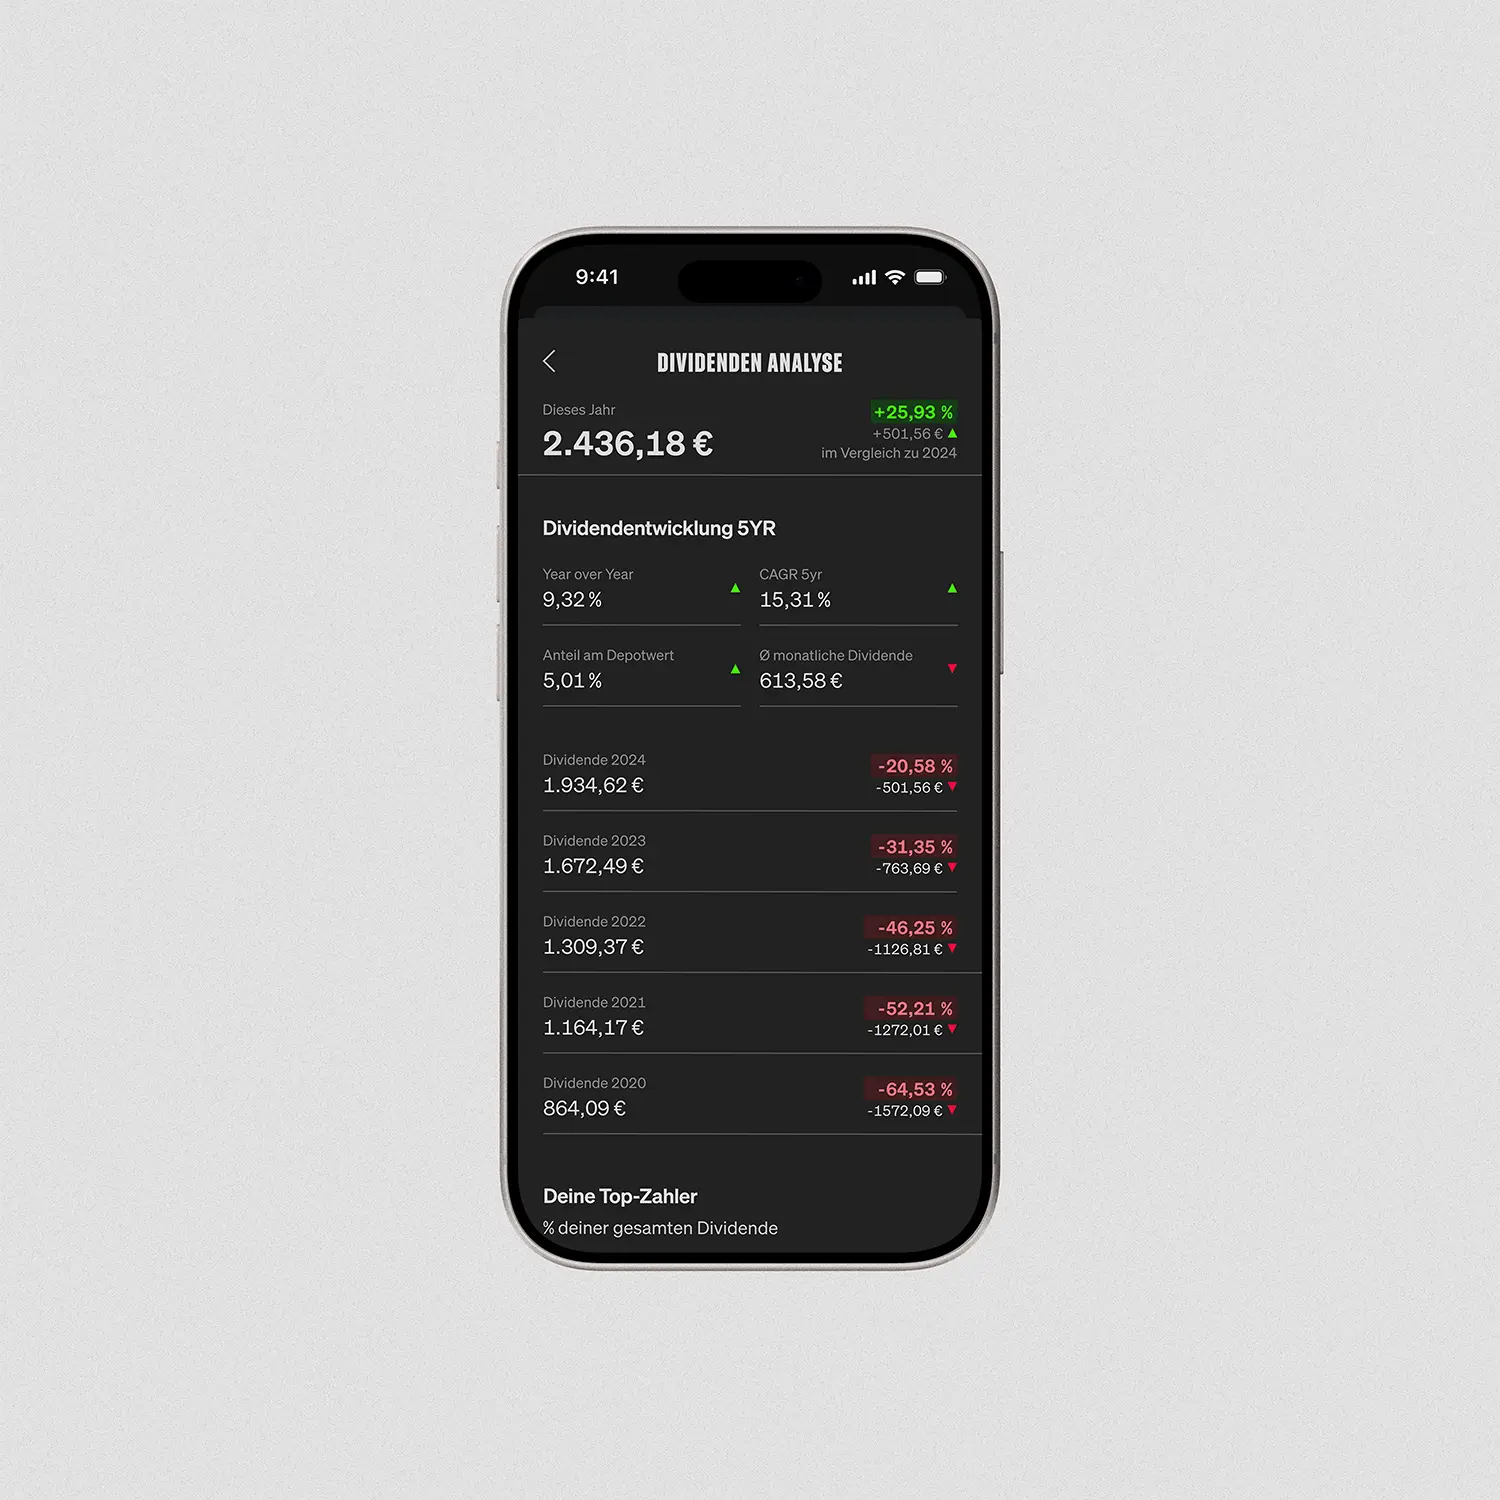 9:41
DIVIDENDEN ANALYSE
Dieses Jahr
2.436,18 €
+25,93 %
+501,56 €
im Vergleich zu 2024
Dividendentwicklung 5YR
Year over Year
9,32 %
CAGR 5yr
15,31 %
Anteil am Depotwert
5,01 %
Ø monatliche Dividende
613,58 €
Dividende 2024
1.934,62 €
-20,58 %
-501,56 €
Dividende 2023
1.672,49 €
-31,35 %
-763,69 €
Dividende 2022
1.309,37 €
-46,25 %
-1126,81 €
Dividende 2021
1.164,17 €
-52,21 %
-1272,01 €
Dividende 2020
864,09 €
-64,53 %
-1572,09 €
Deine Top-Zahler
% deiner gesamten Dividende